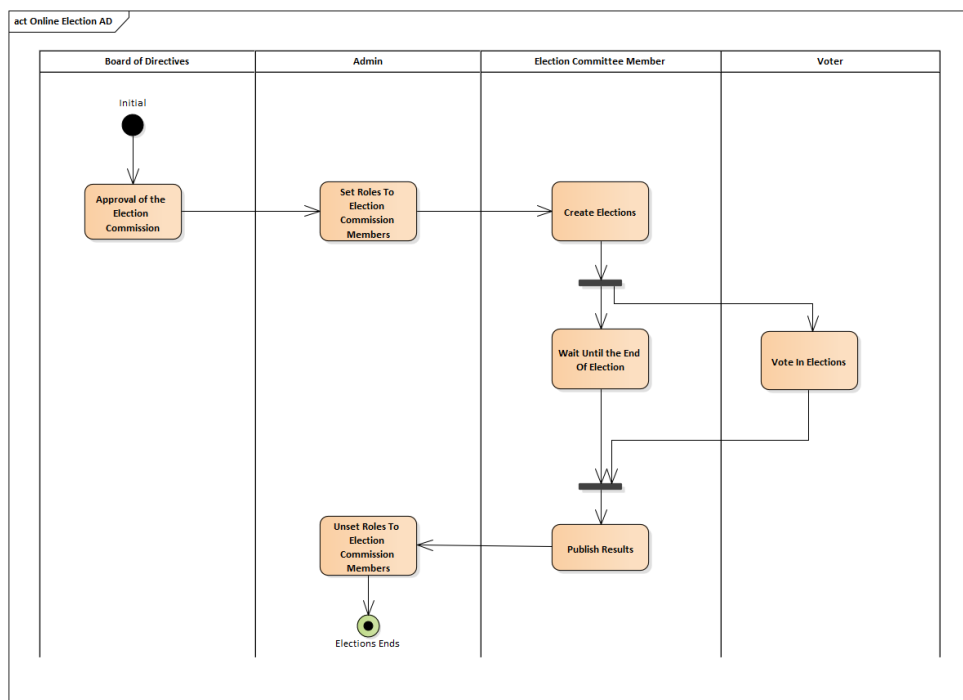 act Online Election AD
Board of Directives
Admin
Election Committee Member
Voter
Initial
Approval of the
Election
Commission
Set Roles To
Election
Commission
Members
Create Elections
Wait Until the End
Of Election
Vote In Elections
Unset Roles To
Election
Commission
Members
Publish Results
Elections Ends